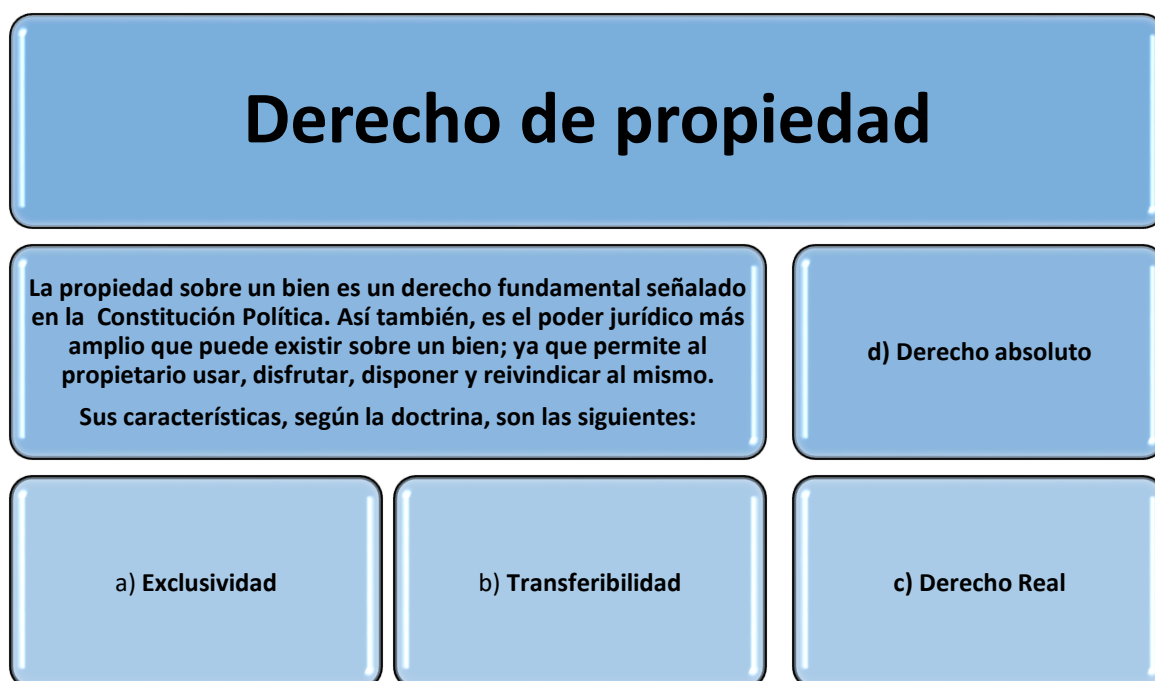 Derecho de propiedad
La propiedad sobre un bien es un derecho fundamental señalado
en la Constitución Política. Así también, es el poder jurídico más
amplio que puede existir sobre un bien; ya que permite al
propietario usar, disfrutar, disponer y reivindicar al mismo.
Sus características, según la doctrina, son las siguientes:
d) Derecho absoluto
a) Exclusividad
b) Transferibilidad
c) Derecho Real